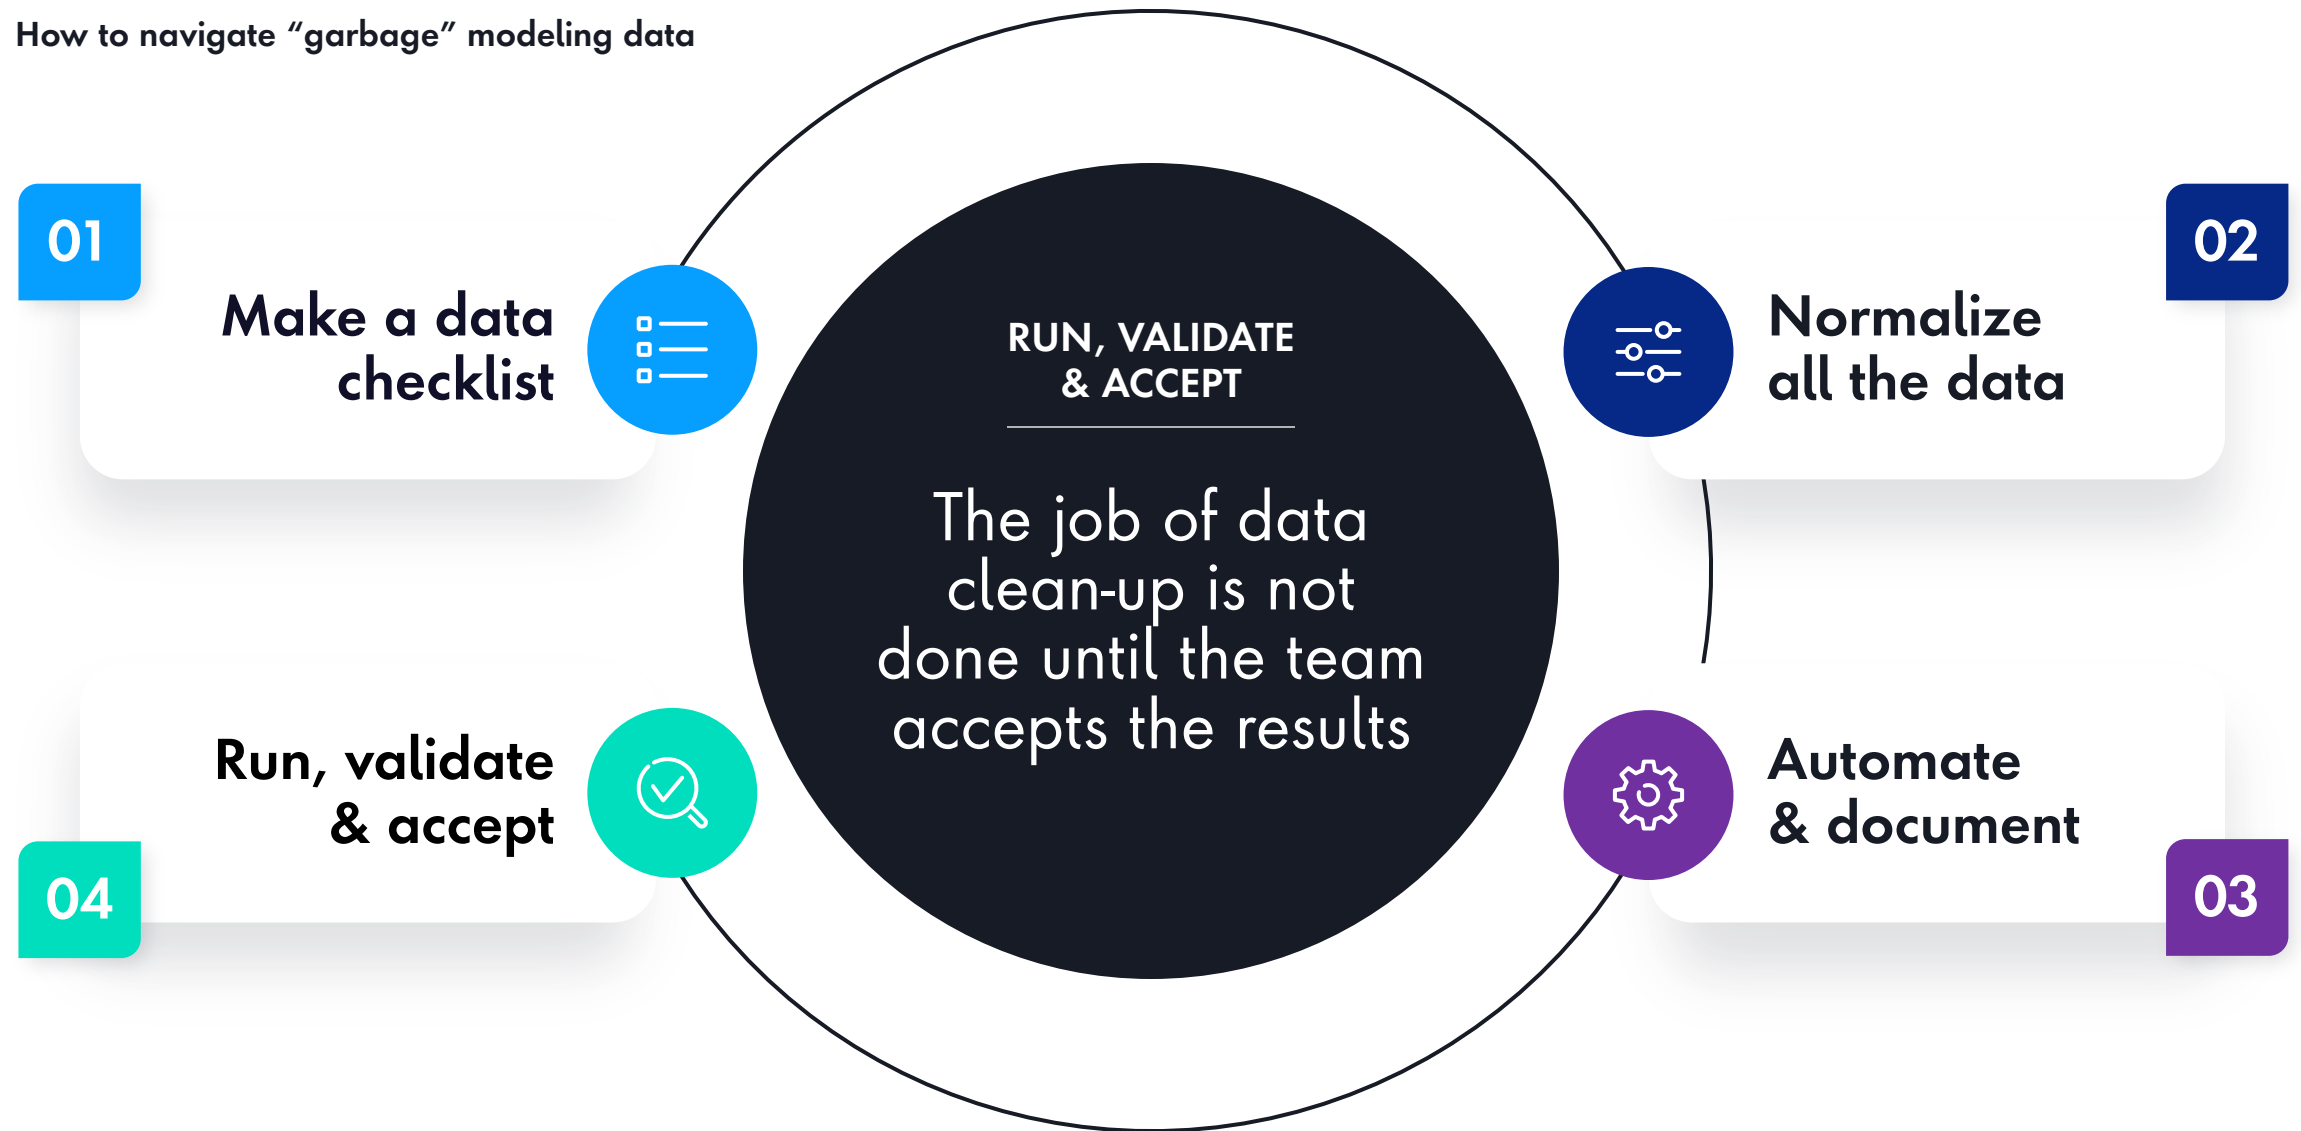 How to navigate “garbage” modeling data
01
Make a data
checklist
02
Normalize
all the data
RUN, VALIDATE
& ACCEPT
The job of data
clean-up is not
done until the team
accepts the results
Automate
& document
03
Run, validate
& accept
04